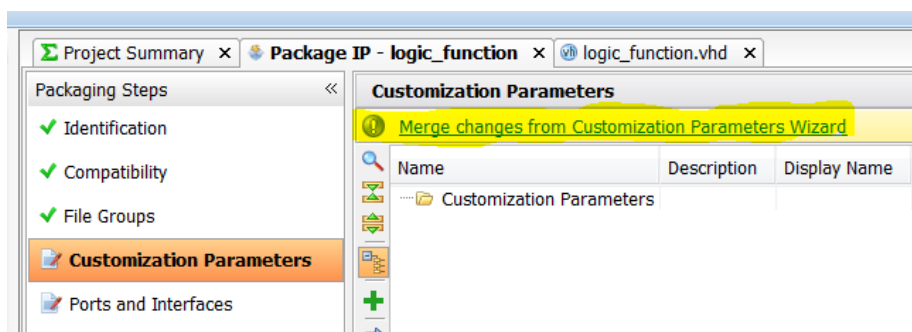 Project Summary
Package IP - logic_function
logic_function.vhd
Packaging Steps
Identification
Compatibility
File Groups
Customization Parameters
Ports and Interfaces
Customization Parameters
Merge changes from Customization Parameters Wizard
Name Description Display Name
Customization Parameters